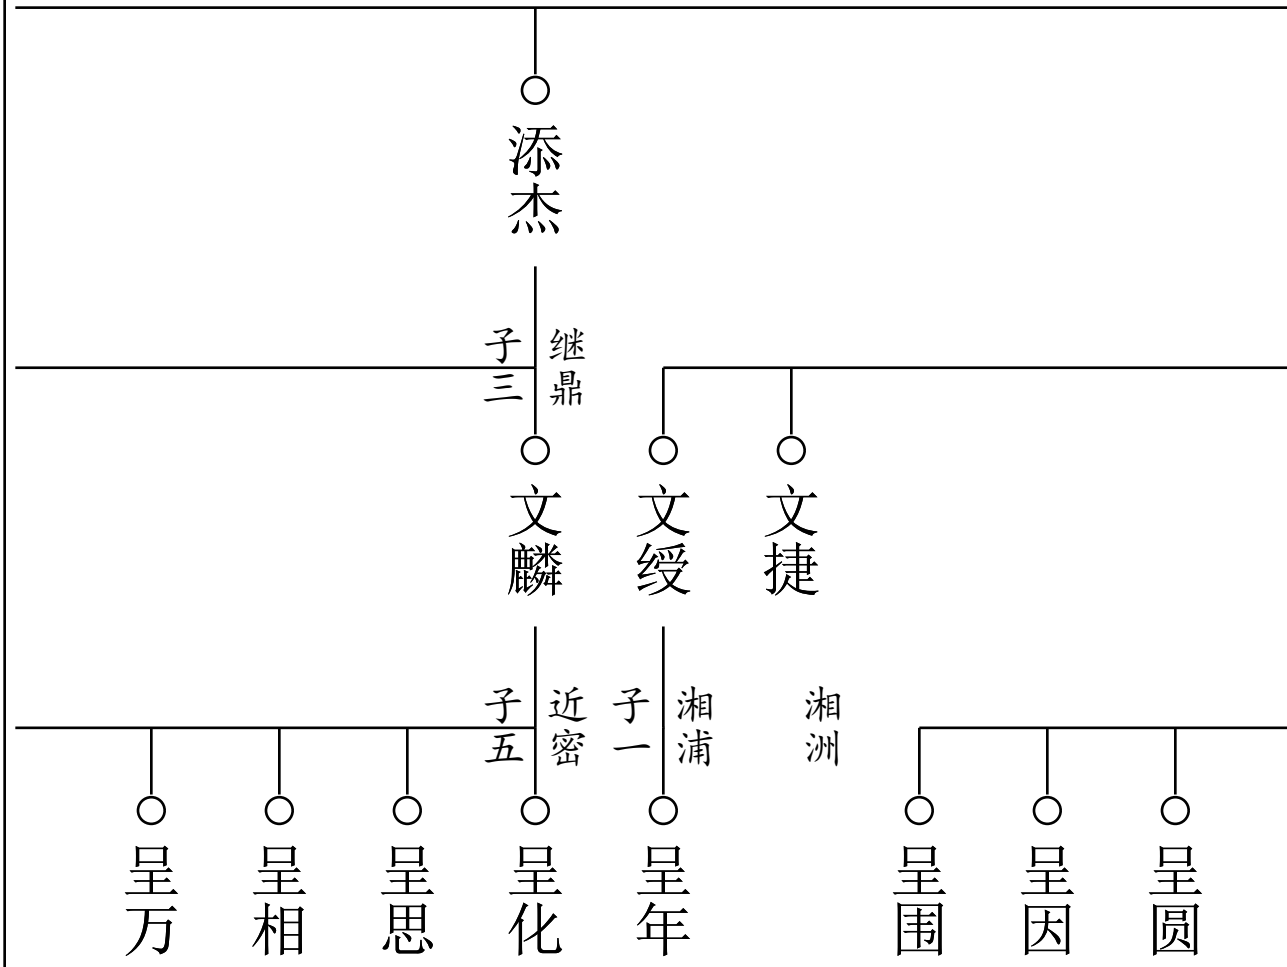 添杰
继鼎
子三
文捷
文绶
文麟
湘洲
湘浦
子一
近密
子五
呈圆
呈因
呈围
呈年
呈化
呈思
呈相
呈万